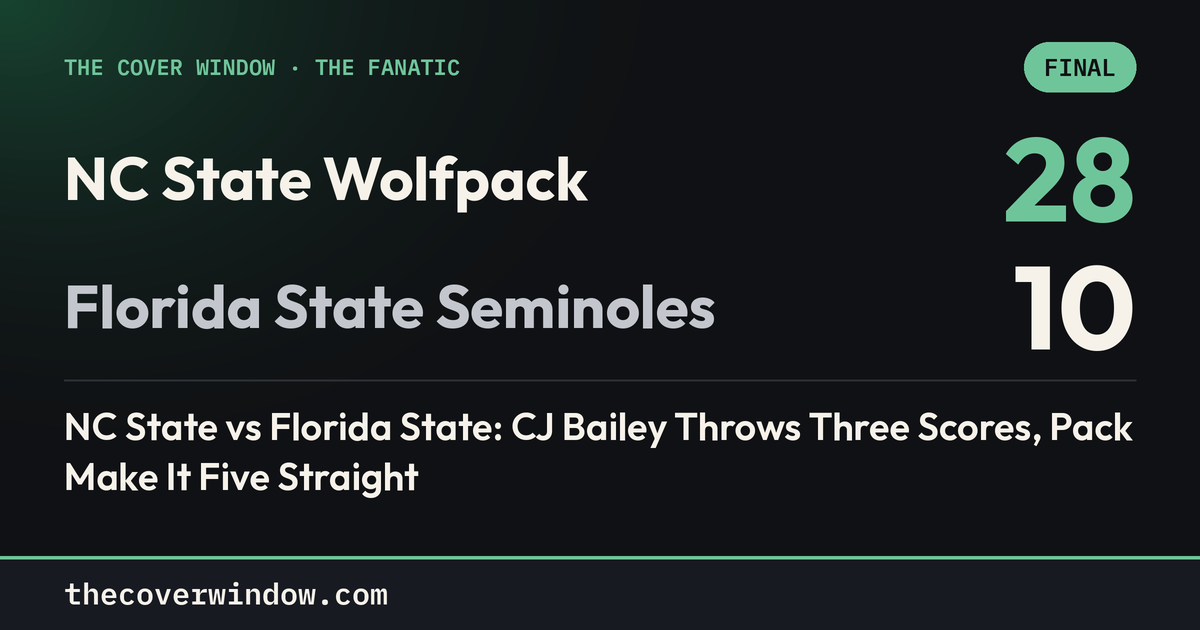 THE COVER WINDOW · THE FANATIC
FINAL
NC State Wolfpack
28
Florida State Seminoles
10
NC State vs Florida State: CJ Bailey Throws Three Scores, Pack
Make It Five Straight
thecoverwindow.com